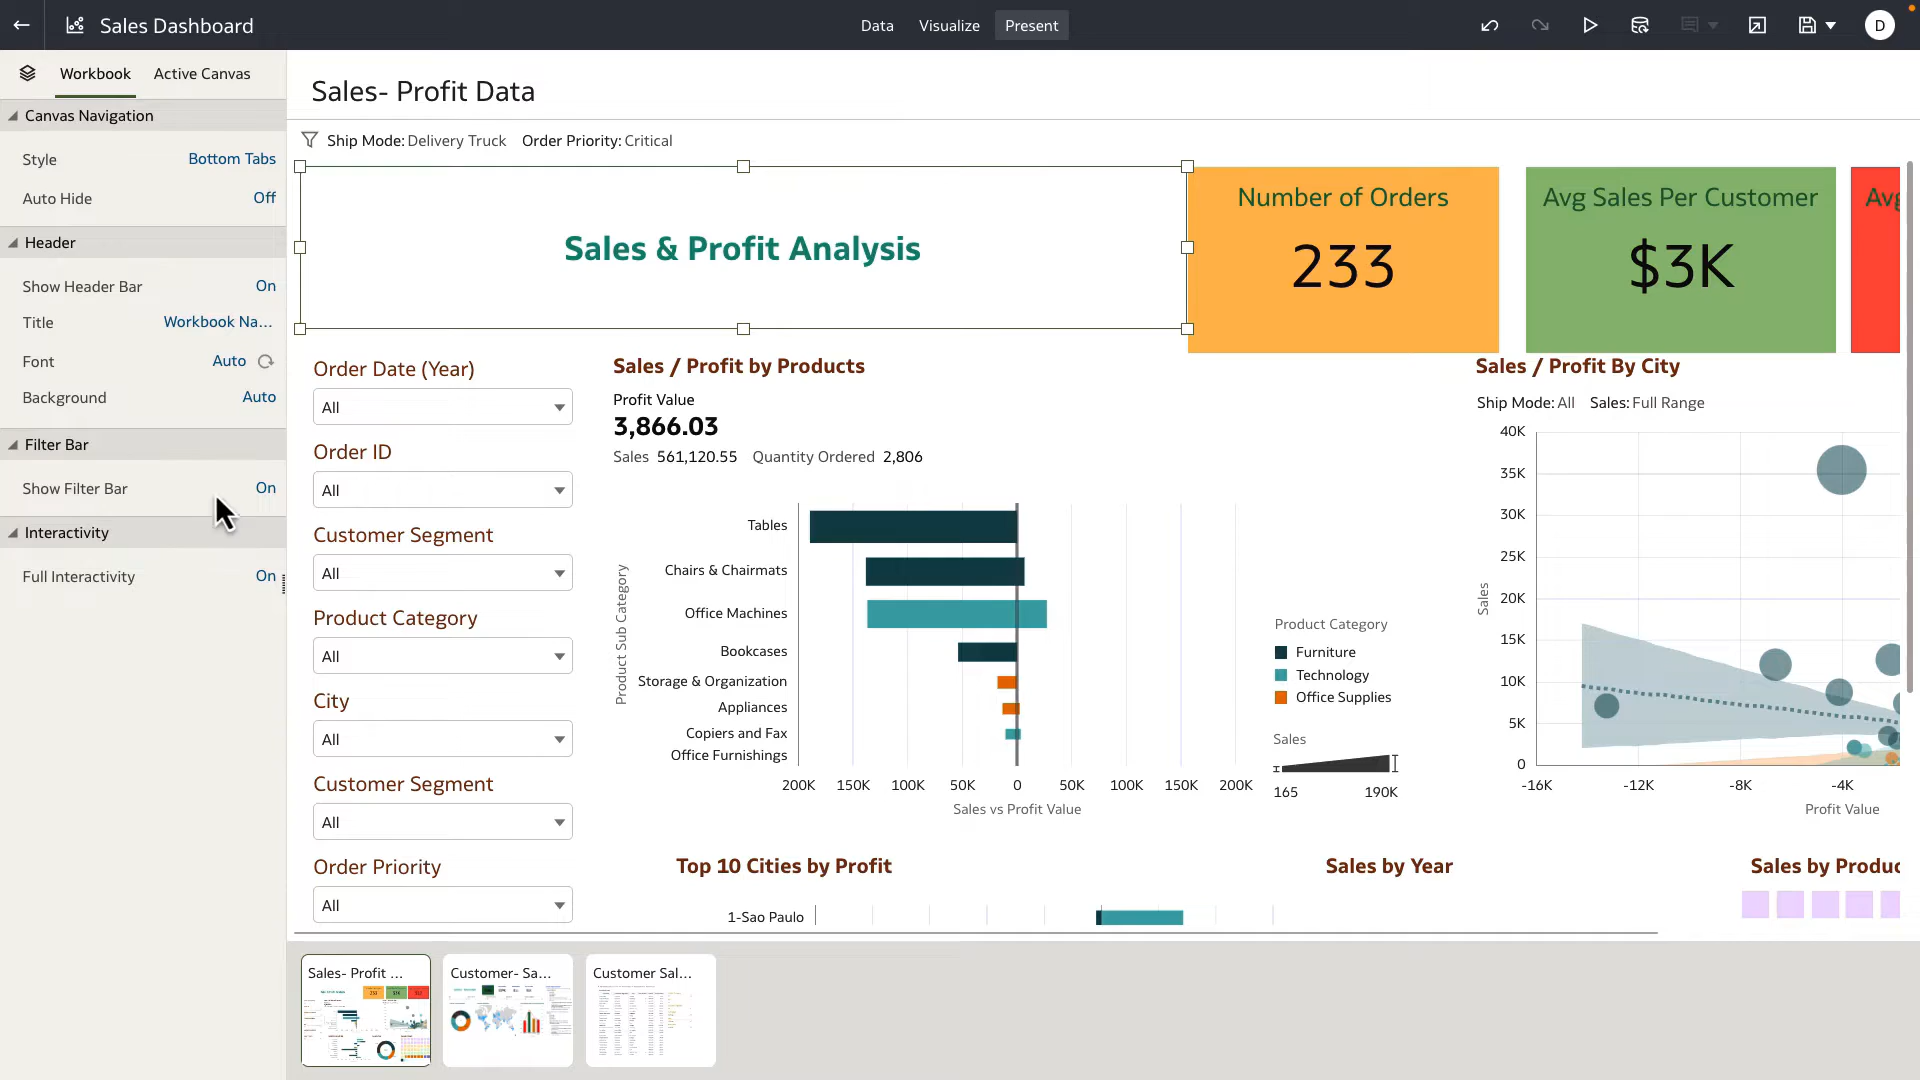 Sales Dashboard
Data
Visualize
Present
D
Workbook
Active Canvas
Canvas Navigation
Style
Bottom Tabs
Auto Hide
Off
Header
Show Header Bar
On
Title
Workbook Na...
Font
Auto
Background
Auto
Filter Bar
Show Filter Bar
On
Interactivity
Full Interactivity
On
Sales- Profit Data
Ship Mode: Delivery Truck Order Priority: Critical
Sales & Profit Analysis
Number of Orders
233
Avg Sales Per Customer
$3K
Order Date (Year)
All
Order ID
All
Customer Segment
All
Product Category
All
City
All
Customer Segment
All
Order Priority
All
Sales / Profit by Products
Profit Value
3,866.03
Sales 561,120.55 Quantity Ordered 2,806
Product Sub Category
Tables
Chairs & Chairmats
Office Machines
Bookcases
Storage & Organization
Appliances
Copiers and Fax
Office Furnishings
200K 150K 100K 50K 0 50K 100K 150K 200K
Sales vs Profit Value
Product Category
Furniture
Technology
Office Supplies
Sales
165 190K
Sales / Profit By City
Ship Mode: All Sales: Full Range
Sales
40K
35K
30K
25K
20K
15K
10K
5K
0
-16K -12K -8K -4K
Profit Value
Top 10 Cities by Profit
1-Sao Paulo
Sales by Year
Sales by Produc
Sales- Profit ...
Customer- Sa...
Customer Sal...